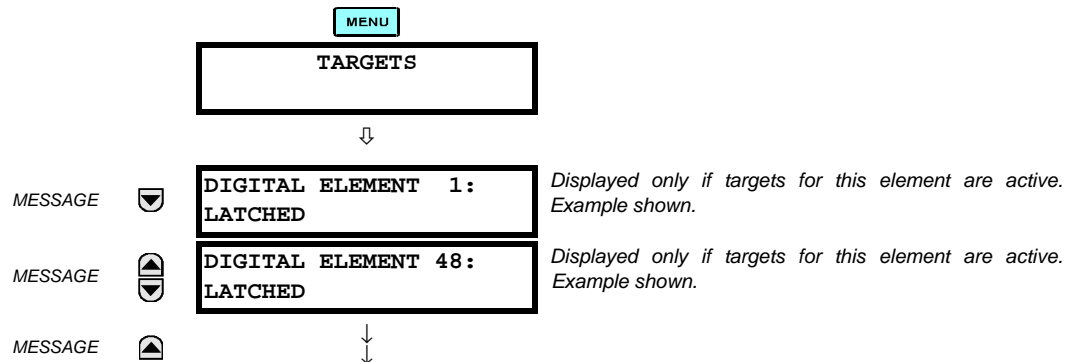 MENU
TARGETS
MESSAGE
DIGITAL ELEMENT 1:
LATCHED
Displayed only if targets for this element are active.
Example shown.
MESSAGE
DIGITAL ELEMENT 48:
LATCHED
Displayed only if targets for this element are active.
Example shown.
MESSAGE